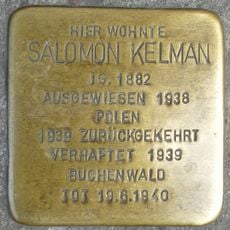 HIER WOHNTE
SALOMON KELMAN
JG. 1882
AUSGEWIESEN 1938
POLEN
1939 ZURÜCKGEKEHRT
VERHAFTET 1939
BUCHENWALD
TOT 19.6.1940